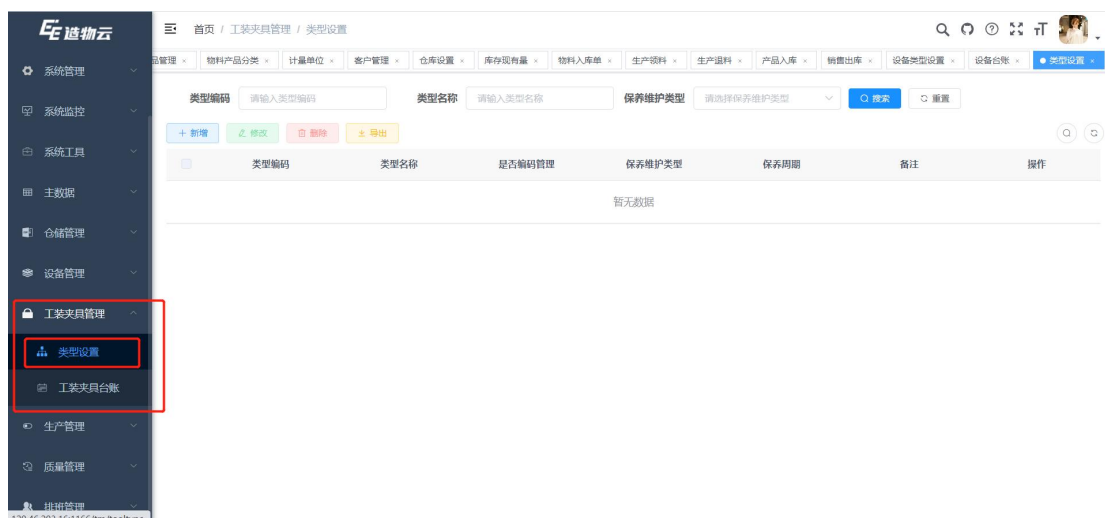 造物云
首页 / 工装夹具管理 / 类型设置
品管理 × 物料产品分类 × 计量单位 × 客户管理 × 仓库设置 × 库存现有量 × 物料入库单 × 生产领料 × 生产退料 × 产品入库 × 销售出库 × 设备类型设置 × 设备台账 × 类型设置 ×
系统管理
系统监控
系统工具
主数据
仓储管理
设备管理
工装夹具管理
类型设置
工装夹具台账
生产管理
质量管理
排班管理
类型编码 请输入类型编码 类型名称 请输入类型名称 保养维护类型 请选择保养维护类型 搜索 重置
+ 新增 修改 删除 导出
类型编码 类型名称 是否编码管理 保养维护类型 保养周期 备注 操作
暂无数据